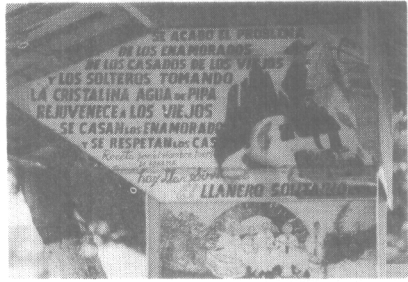 SE ACABO EL PROBLEMA
DE LOS ENAMORADOS
DE LOS CASADOS DE LOS VIEJOS
Y LOS SOLTEROS TOMANDO
LA CRISTALINA AGUA DE PIPA
REJUVENECE A LOS VIEJOS
SE CASAN LOS ENAMORADO
Y SE RESPETAN LOS CAS
LLANERO SOLITARIO